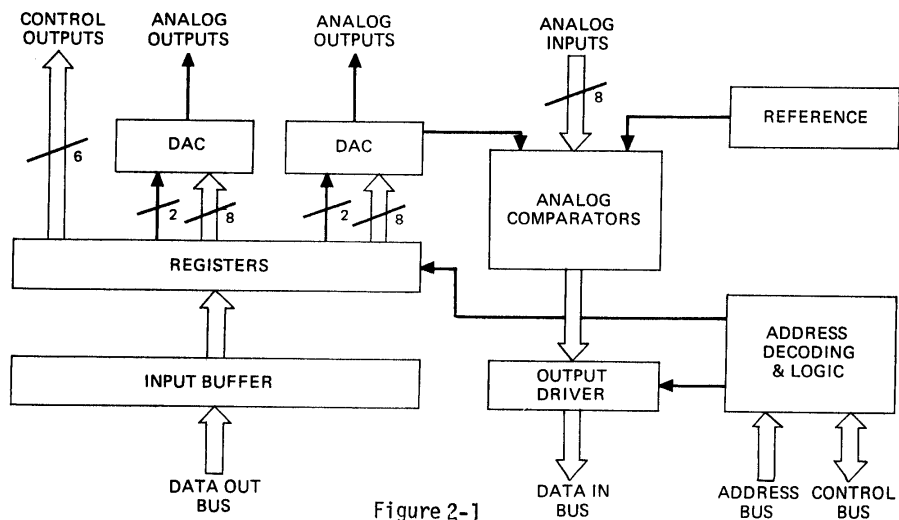 CONTROL
OUTPUTS
ANALOG
OUTPUTS
ANALOG
OUTPUTS
ANALOG
INPUTS
8
REFERENCE
DAC
DAC
6
ANALOG
COMPARATORS
2
8
2
8
REGISTERS
ADDRESS
DECODING
& LOGIC
INPUT BUFFER
OUTPUT
DRIVER
DATA OUT
BUS
Figure 2-1
DATA IN
BUS
ADDRESS
BUS
CONTROL
BUS